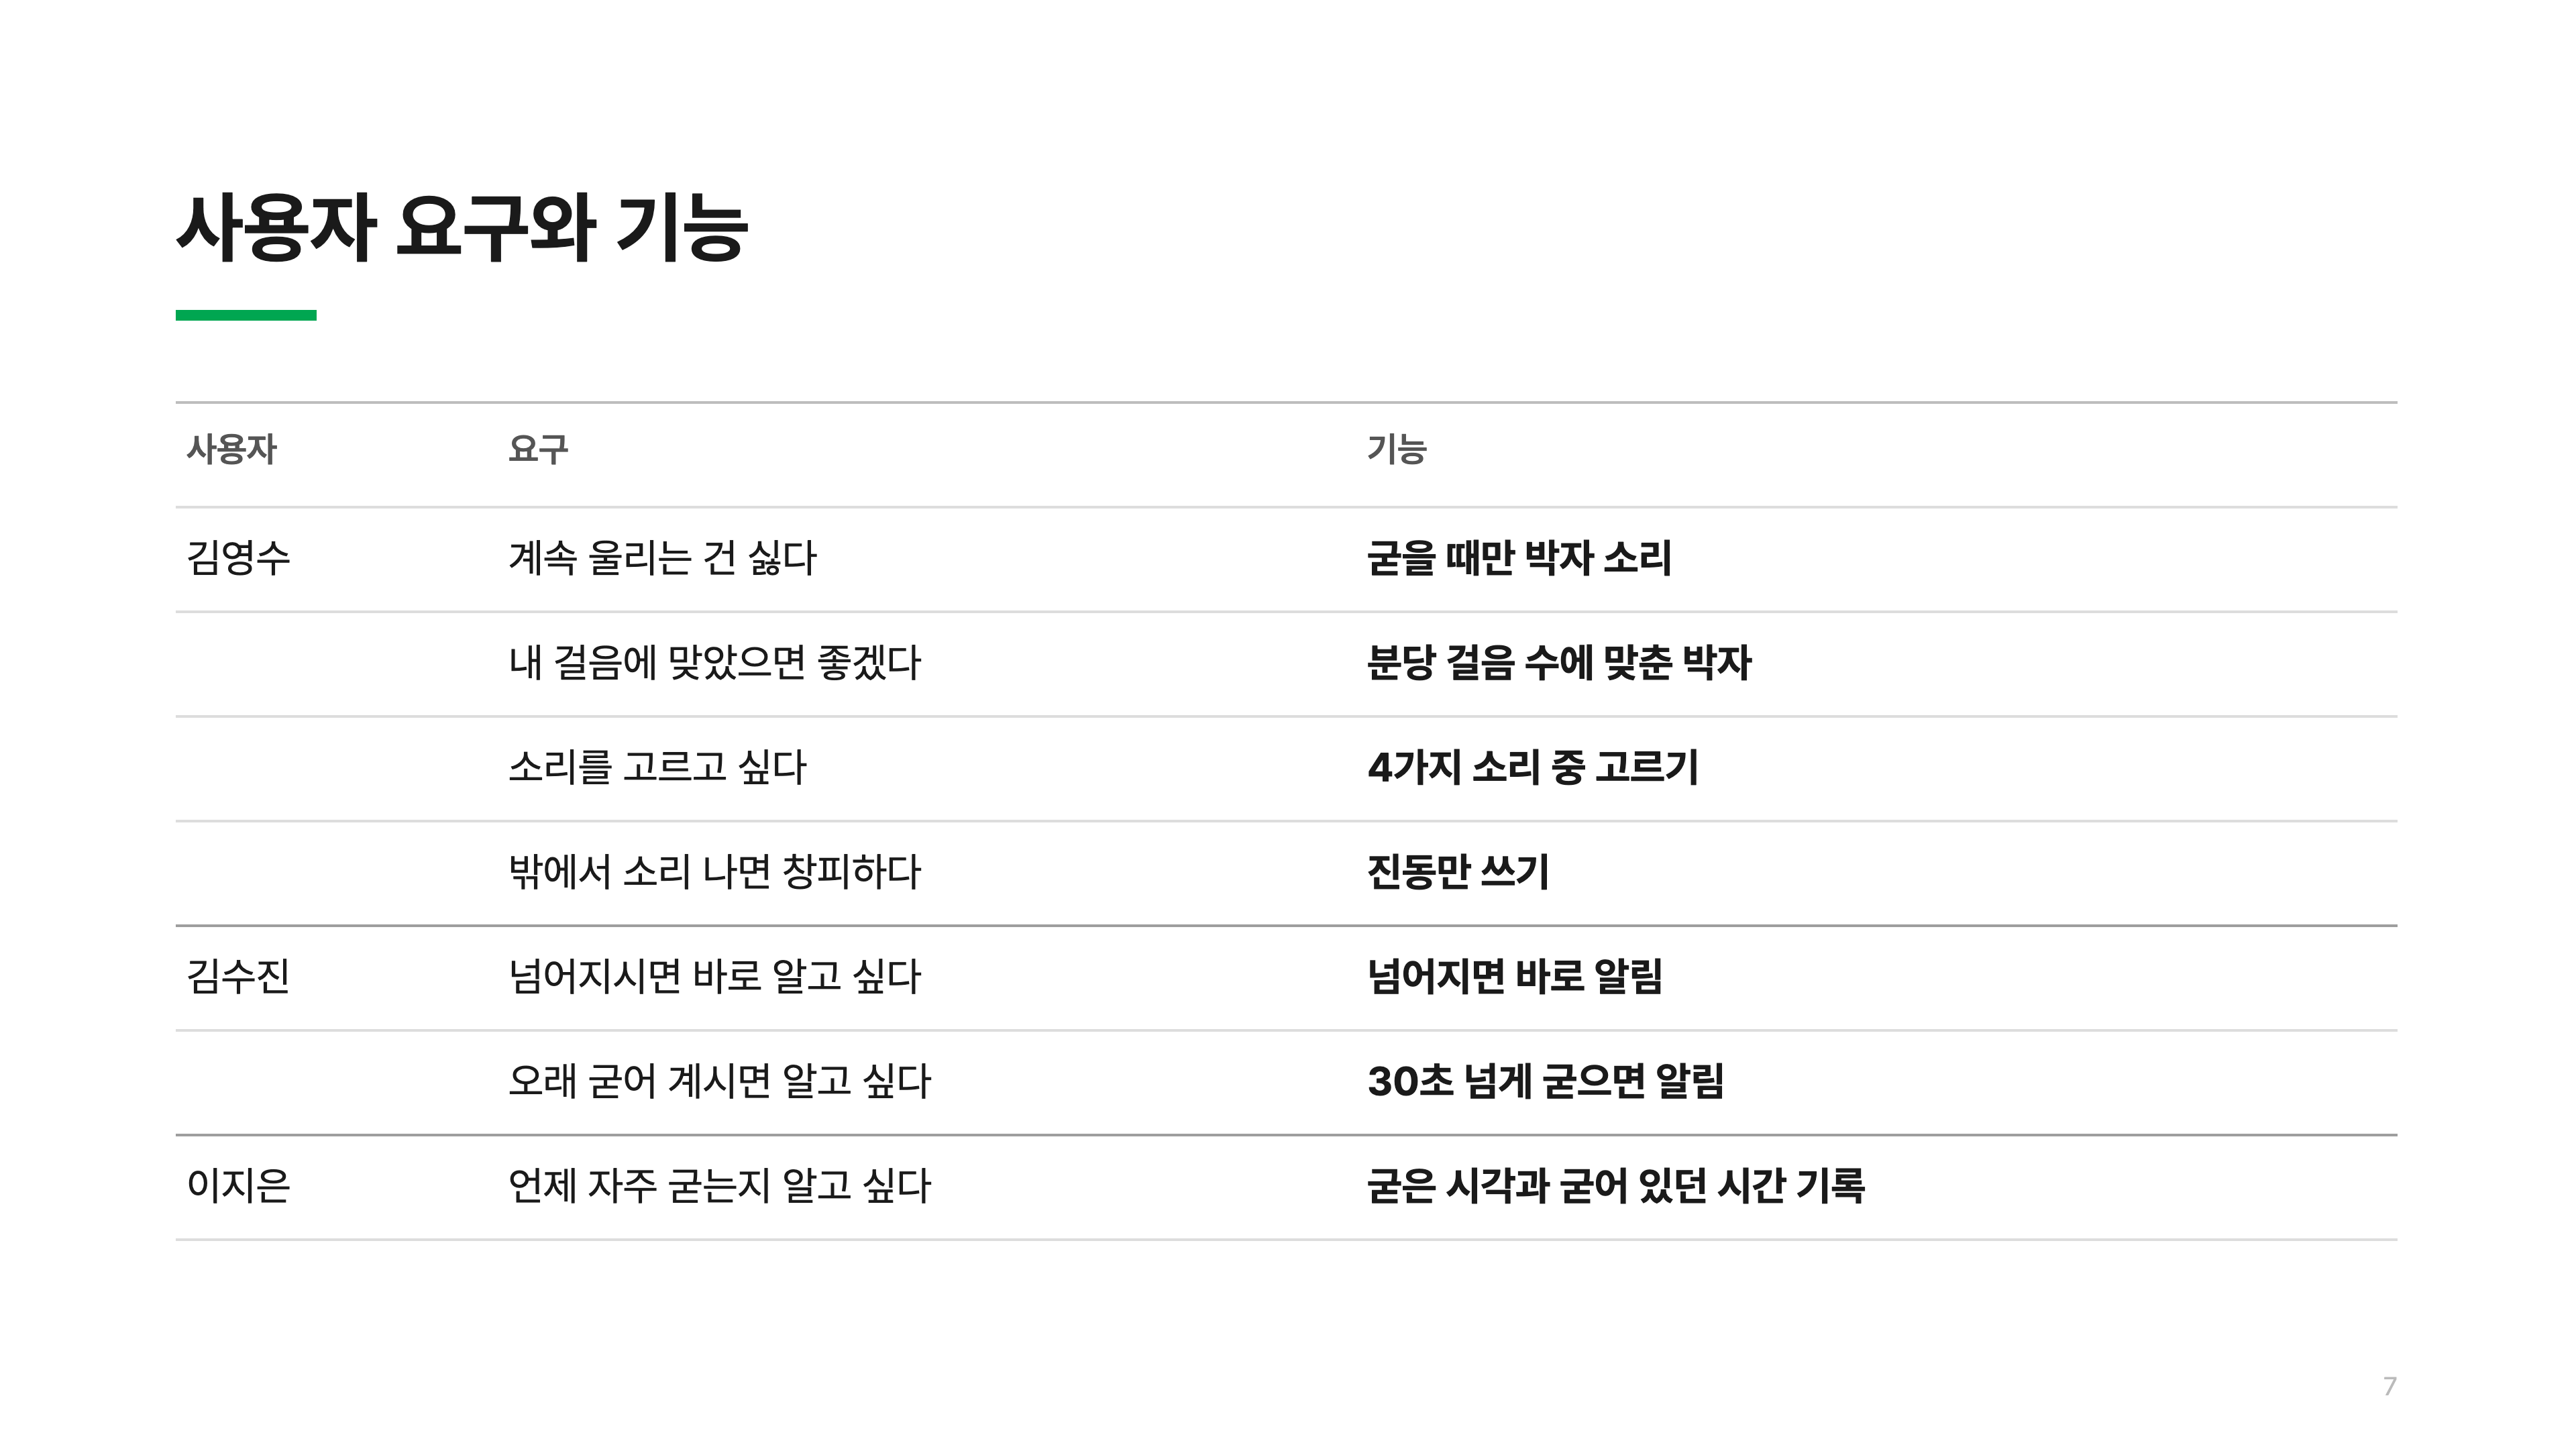 사용자 요구와 기능
사용자 요구 기능
김영수 계속 울리는 건 싫다 굳을 때만 박자 소리
내 걸음에 맞았으면 좋겠다 분당 걸음 수에 맞춘 박자
소리를 고르고 싶다 4가지 소리 중 고르기
밖에서 소리 나면 창피하다 진동만 쓰기
김수진 넘어지시면 바로 알고 싶다 넘어지면 바로 알림
오래 굳어 계시면 알고 싶다 30초 넘게 굳으면 알림
이지은 언제 자주 굳는지 알고 싶다 굳은 시각과 굳어 있던 시간 기록
7